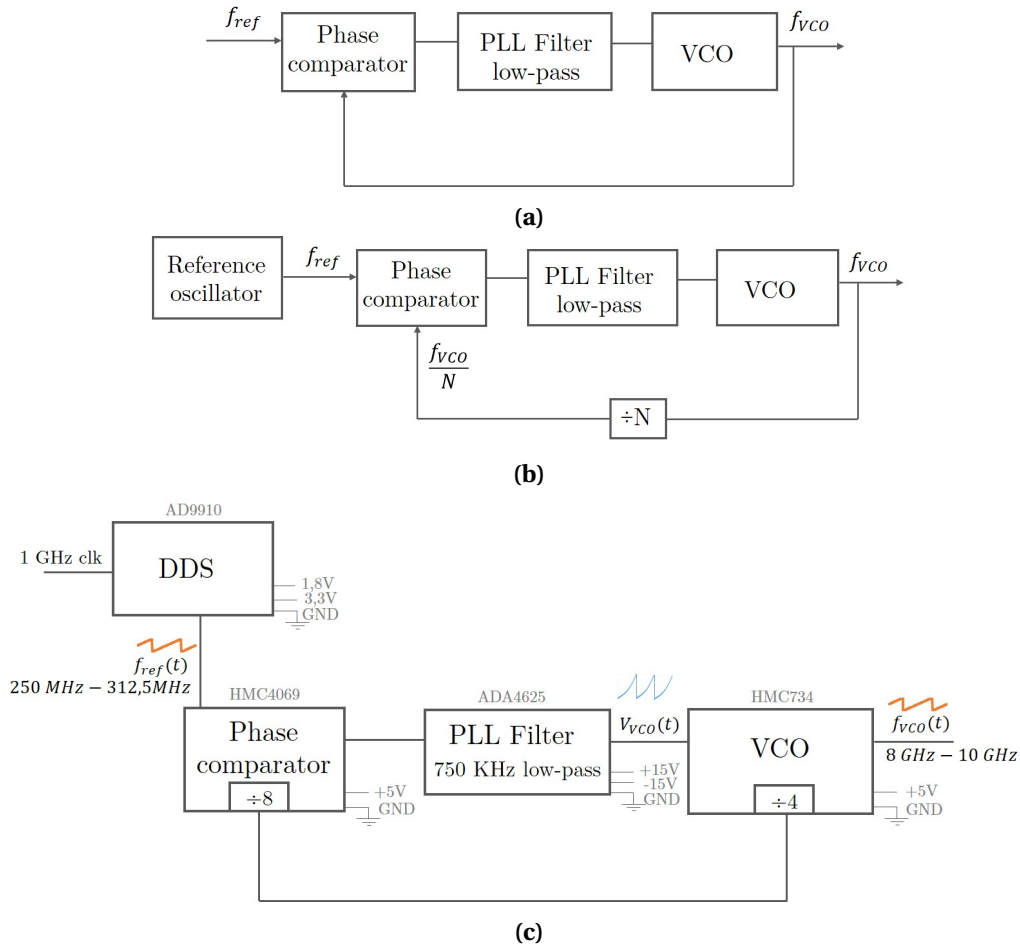 f_ref
Phase
comparator
PLL Filter
low-pass
VCO
f_VCO
(a)
Reference
oscillator
f_ref
Phase
comparator
PLL Filter
low-pass
VCO
f_VCO
f_VCO
N
÷N
(b)
AD9910
1 GHz clk
DDS
1,8V
3,3V
GND
f_ref(t)
250 MHz − 312,5MHz
HMC4069
Phase
comparator
÷8
+5V
GND
ADA4625
PLL Filter
750 KHz low-pass
+15V
-15V
GND
V_VCO(t)
HMC734
VCO
÷4
+5V
GND
f_VCO(t)
8 GHz − 10 GHz
(c)